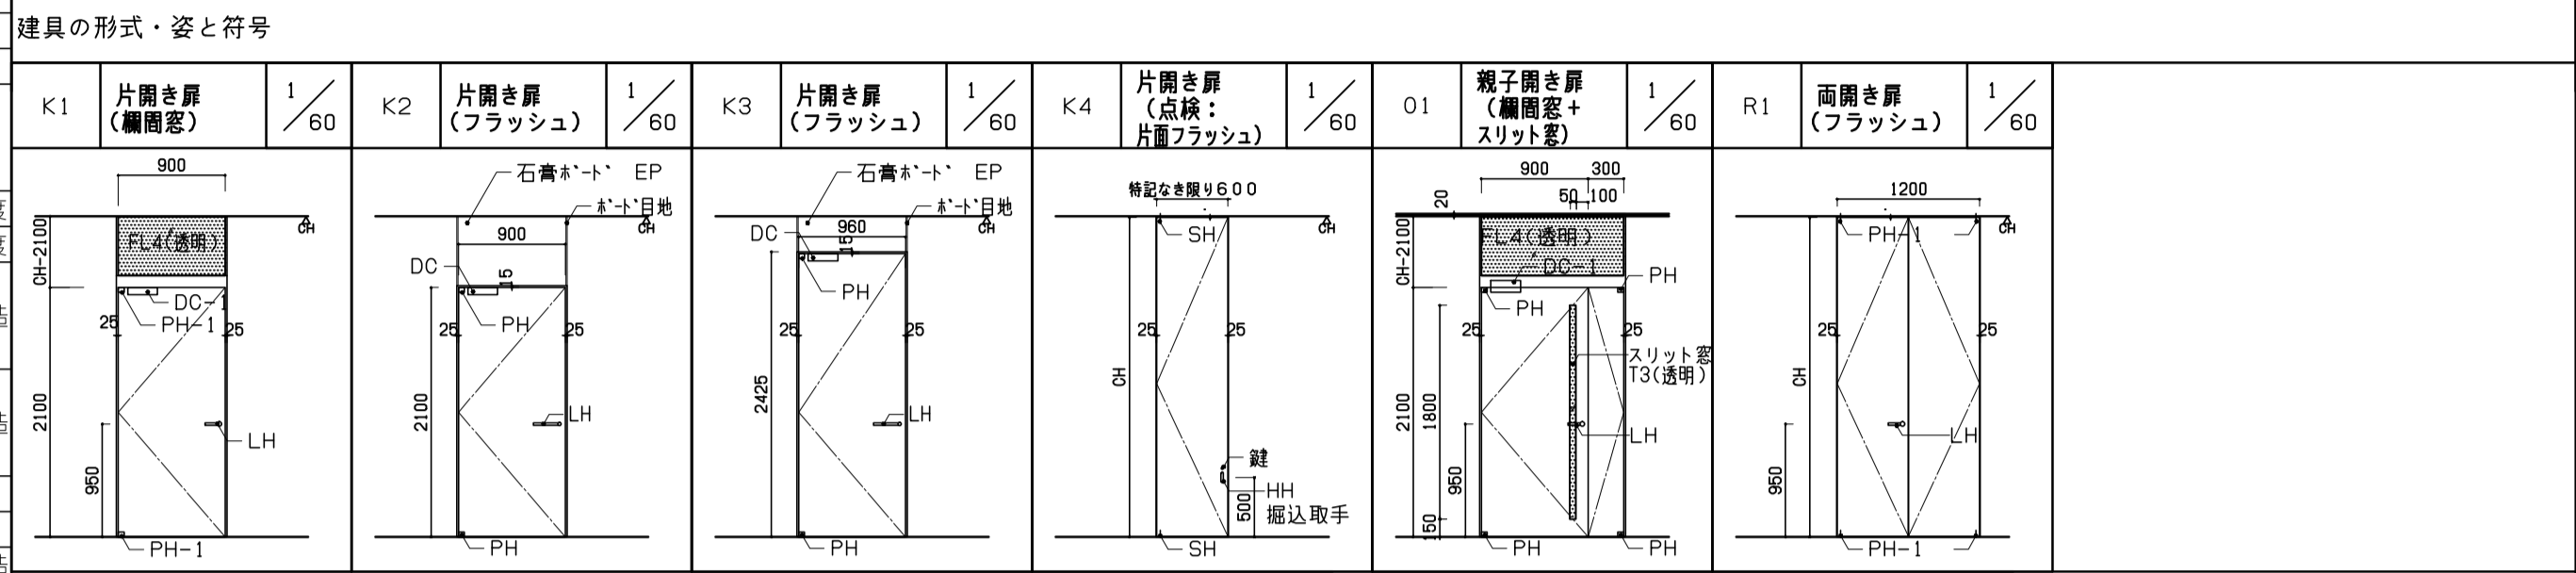 建具の形式・姿と符号
K1
片開き扉
(欄間窓)
1/60
K2
片開き扉
(フラッシュ)
1/60
K3
片開き扉
(フラッシュ)
1/60
K4
片開き扉
(点検:
片面フラッシュ)
1/60
O1
親子開き扉
(欄間窓+
スリット窓)
1/60
R1
両開き扉
(フラッシュ)
1/60
900
CH-2100
FL4(透明)
CH
DC-1
PH-1
25
25
2100
950
LH
PH-1
石膏ボード EP
ボード目地
CH
900
DC
15
PH
25
25
2100
LH
PH
石膏ボード EP
ボード目地
CH
DC
960
15
PH
25
25
2425
LH
PH
特記なき限り600
SH
CH
25
25
CH
鍵
HH
掘込取手
500
SH
900
300
50
100
20
CH-2100
FL4(透明)
DC-1
PH
PH
25
25
スリット窓
T3(透明)
2100
1800
950
150
LH
PH
PH
1200
PH-1
CH
25
25
CH
950
LH
PH-1